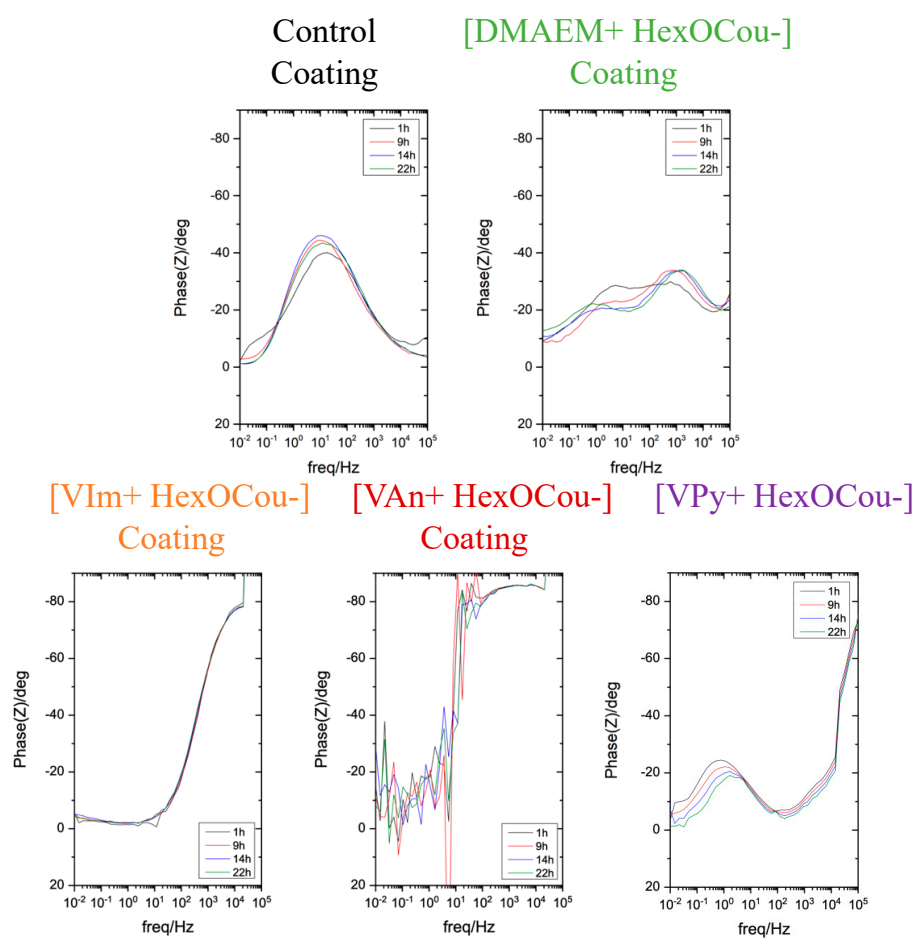 Control
Coating
[DMAEM+ HexOCou-]
Coating
-80
-60
-40
-20
0
20
Phase(Z)/deg
1h
9h
14h
22h
10-2 10-1 100 101 102 103 104 105
freq/Hz
-80
-60
-40
-20
0
20
Phase(Z)/deg
1h
9h
14h
22h
10-2 10-1 100 101 102 103 104 105
freq/Hz
[VIm+ HexOCou-]
Coating
[VAn+ HexOCou-]
Coating
[VPy+ HexOCou-]
-80
-60
-40
-20
0
20
Phase(Z)/deg
1h
9h
14h
22h
10-2 10-1 100 101 102 103 104 105
freq/Hz
-80
-60
-40
-20
0
20
Phase(Z)/deg
1h
9h
14h
22h
10-2 10-1 100 101 102 103 104 105
freq/Hz
-80
-60
-40
-20
0
20
Phase(Z)/deg
1h
9h
14h
22h
10-2 10-1 100 101 102 103 104 105
freq/Hz